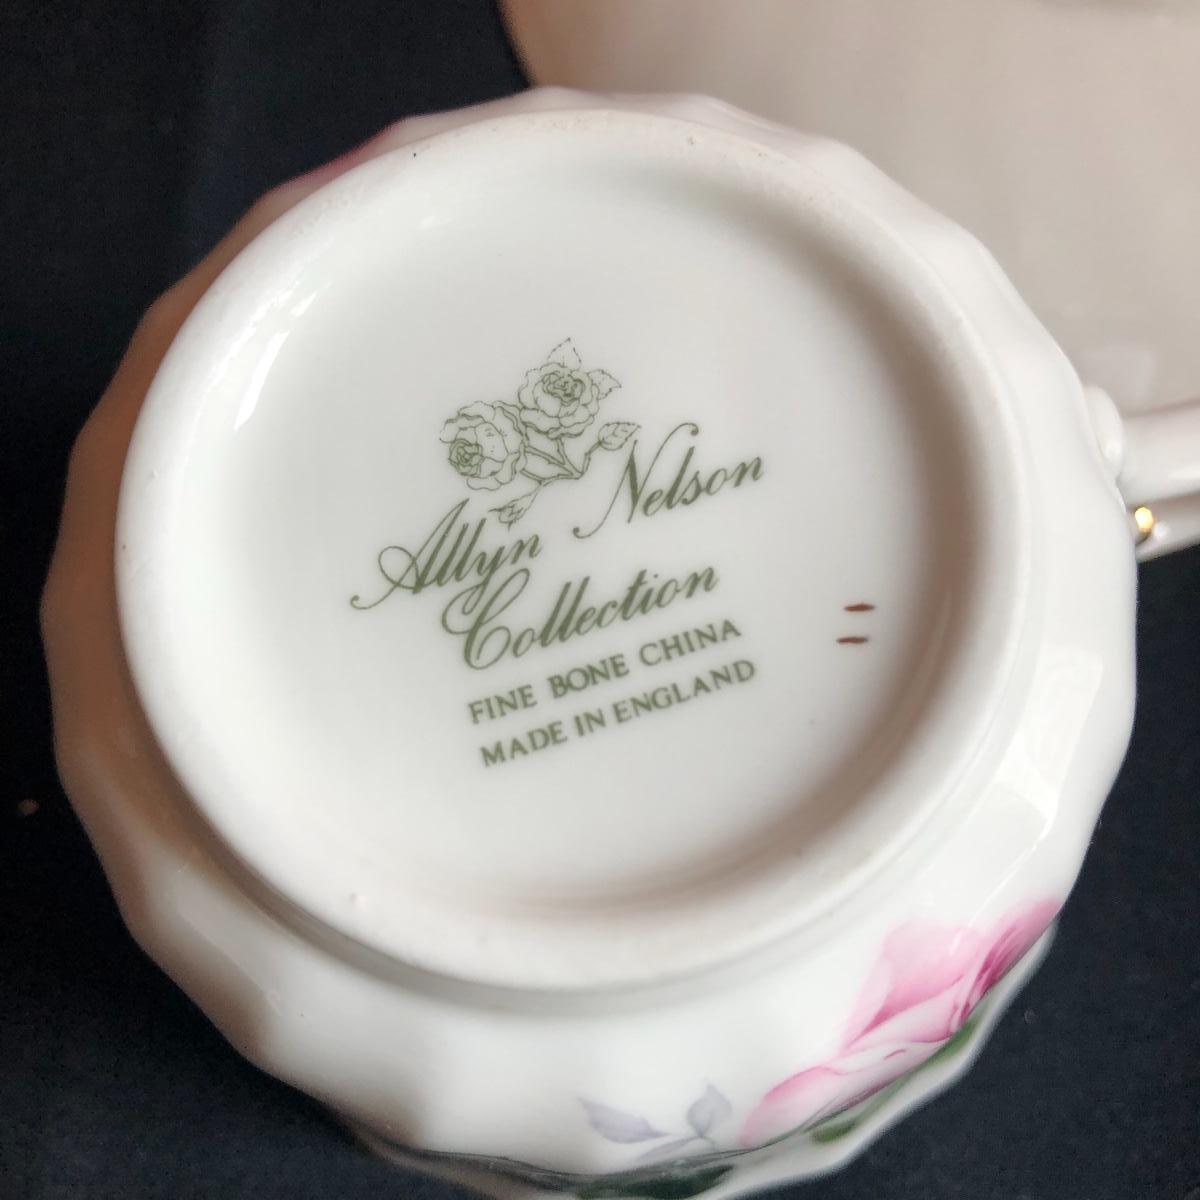 Allyn Nelson
Collection
FINE BONE CHINA
MADE IN ENGLAND